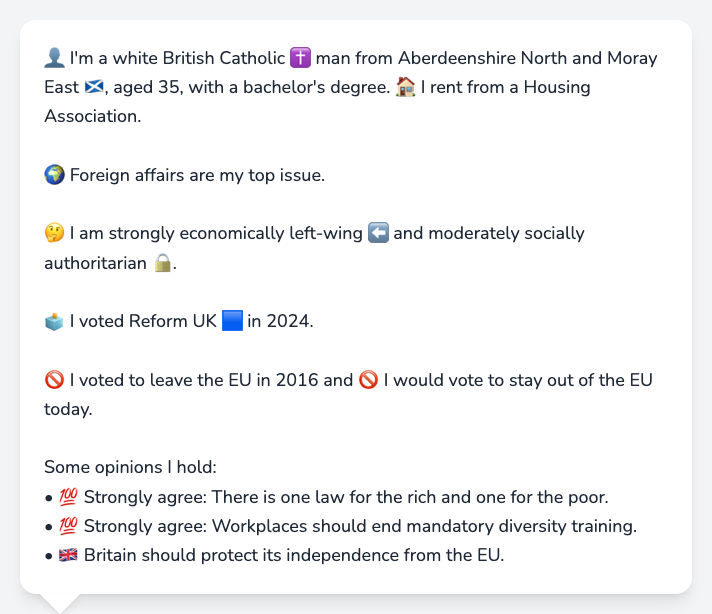 👤 I'm a white British Catholic ✝️ man from Aberdeenshire North and Moray
East 🏴󠁧󠁢󠁳󠁣󠁴󠁿, aged 35, with a bachelor's degree. 🏠 I rent from a Housing
Association.
🌍 Foreign affairs are my top issue.
🤔 I am strongly economically left-wing ⬅️ and moderately socially
authoritarian 🔒.
🗳️ I voted Reform UK 🟦 in 2024.
🚫 I voted to leave the EU in 2016 and 🚫 I would vote to stay out of the EU
today.
Some opinions I hold:
• 💯 Strongly agree: There is one law for the rich and one for the poor.
• 💯 Strongly agree: Workplaces should end mandatory diversity training.
• 🇬🇧 Britain should protect its independence from the EU.